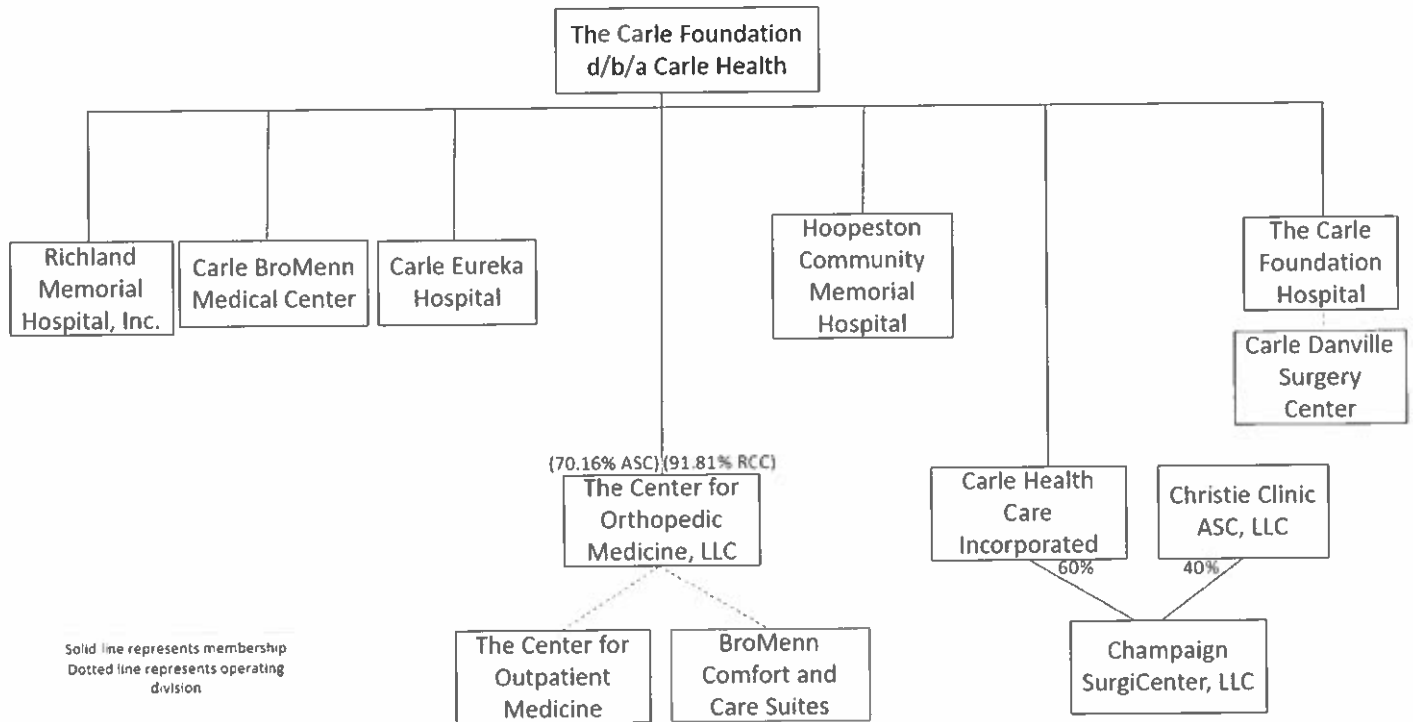 The Carle Foundation
d/b/a Carle Health
Richland
Memorial
Hospital, Inc.
Carle BroMenn
Medical Center
Carle Eureka
Hospital
Hoopeston
Community
Memorial
Hospital
The Carle
Foundation
Hospital
Carle Danville
Surgery
Center
(70.16% ASC) (91.81% RCC)
The Center for
Orthopedic
Medicine, LLC
Carle Health
Care
Incorporated
Christie Clinic
ASC, LLC
60%
40%
The Center for
Outpatient
Medicine
BroMenn
Comfort and
Care Suites
Champaign
SurgiCenter, LLC
Solid line represents membership
Dotted line represents operating
division